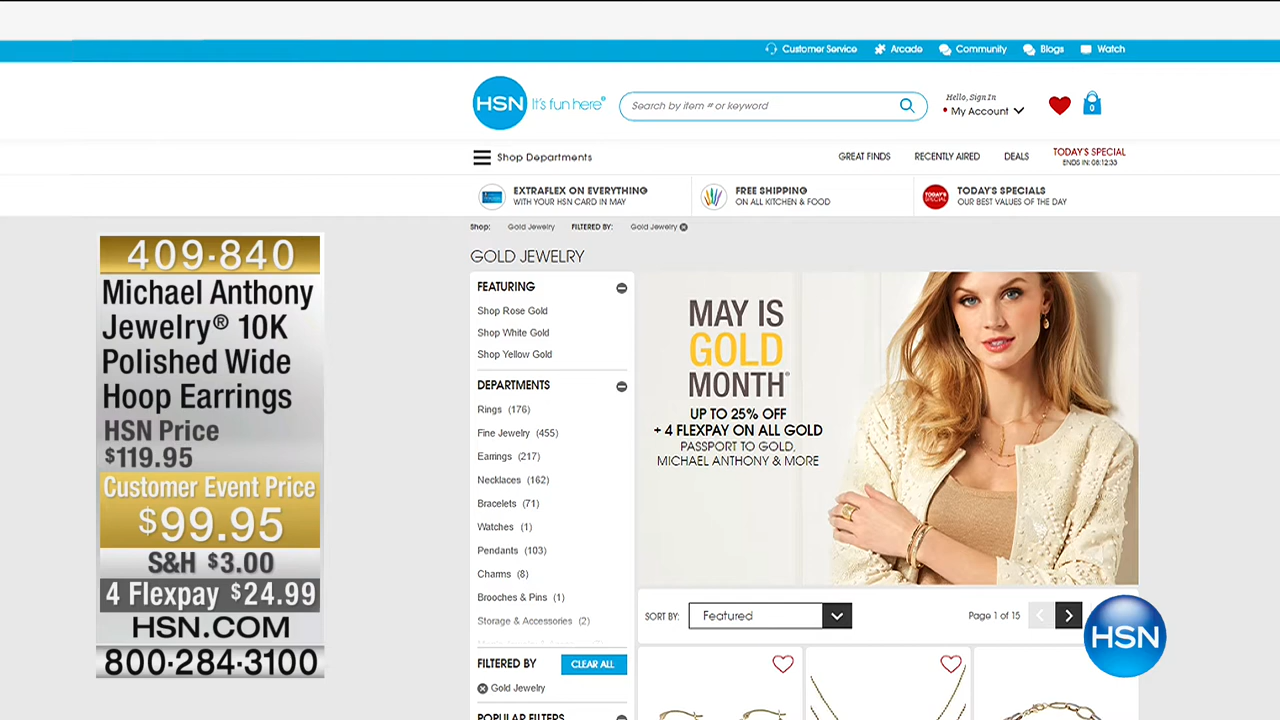 Customer Service
Arcade
Community
Blogs
Watch
HSN It's fun here®
Search by item # or keyword
Hello, Sign In
My Account
0
Shop Departments
GREAT FINDS
RECENTLY AIRED
DEALS
TODAY'S SPECIAL
ENDS IN: 08:12:33
EXTRAFLEX ON EVERYTHING
WITH YOUR HSN CARD IN MAY
FREE SHIPPING
ON ALL KITCHEN & FOOD
TODAY'S SPECIAL
TODAY'S SPECIALS
OUR BEST VALUES OF THE DAY
409·840
Michael Anthony
Jewelry® 10K
Polished Wide
Hoop Earrings
HSN Price
$119.95
Customer Event Price
$99.95
S&H $3.00
4 Flexpay $24.99
HSN.COM
800·284·3100
Shop: Gold Jewelry FILTERED BY: Gold Jewelry
GOLD JEWELRY
FEATURING
Shop Rose Gold
Shop White Gold
Shop Yellow Gold
DEPARTMENTS
Rings (176)
Fine Jewelry (455)
Earrings (217)
Necklaces (162)
Bracelets (71)
Watches (1)
Pendants (103)
Charms (8)
Brooches & Pins (1)
Storage & Accessories (2)
FILTERED BY
CLEAR ALL
Gold Jewelry
POPULAR FILTERS
MAY IS
GOLD
MONTH®
UP TO 25% OFF
+ 4 FLEXPAY ON ALL GOLD
PASSPORT TO GOLD,
MICHAEL ANTHONY & MORE
SORT BY: Featured
Page 1 of 15
HSN